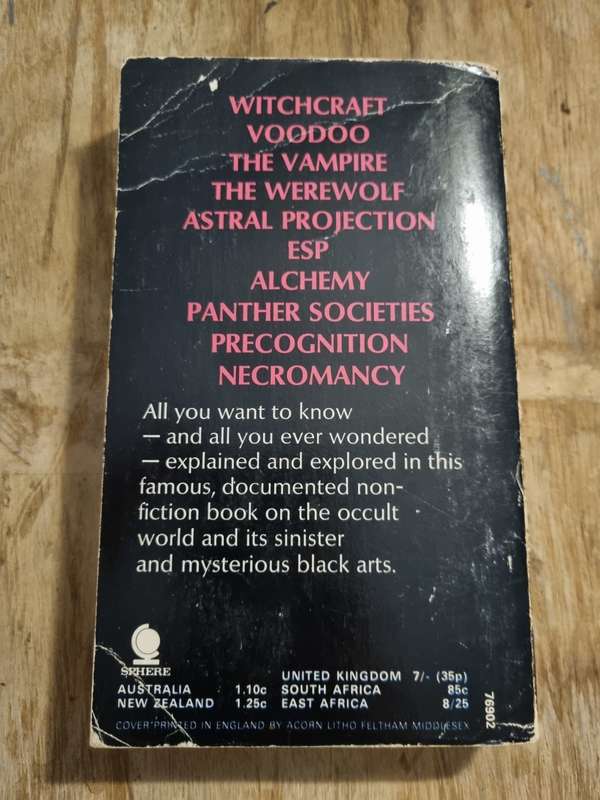 WITCHCRAFT
VOODOO
THE VAMPIRE
THE WEREWOLF
ASTRAL PROJECTION
ESP
ALCHEMY
PANTHER SOCIETIES
PRECOGNITION
NECROMANCY
All you want to know
— and all you ever wondered
— explained and explored in this
famous, documented non-
fiction book on the occult
world and its sinister
and mysterious black arts.
SPHERE
UNITED KINGDOM 7/- (35p)
AUSTRALIA 1.10c SOUTH AFRICA 85c
NEW ZEALAND 1.25c EAST AFRICA 8/25
76902
COVER PRINTED IN ENGLAND BY ACORN LITHO FELTHAM MIDDLESEX